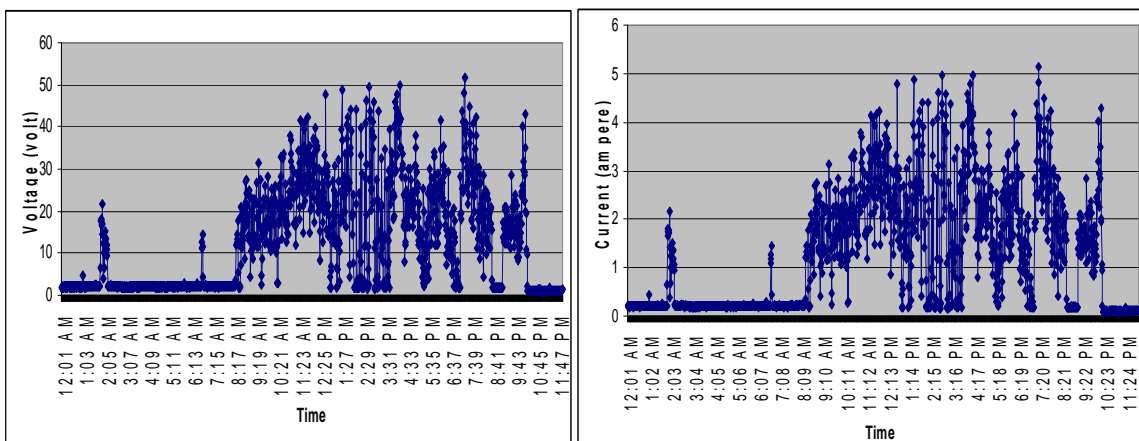 60
50
40
30
20
10
0
Voltage (volt)
12:01 AM
1:03 AM
2:05 AM
3:07 AM
4:09 AM
5:11 AM
6:13 AM
7:15 AM
8:17 AM
9:19 AM
10:21 AM
11:23 AM
12:25 PM
1:27 PM
2:29 PM
3:31 PM
4:33 PM
5:35 PM
6:37 PM
7:39 PM
8:41 PM
9:43 PM
10:45 PM
11:47 PM
Time
6
5
4
3
2
1
0
Current (ampere)
12:01 AM
1:02 AM
2:03 AM
3:04 AM
4:05 AM
5:06 AM
6:07 AM
7:08 AM
8:09 AM
9:10 AM
10:11 AM
11:12 AM
12:13 PM
1:14 PM
2:15 PM
3:16 PM
4:17 PM
5:18 PM
6:19 PM
7:20 PM
8:21 PM
9:22 PM
10:23 PM
11:24 PM
Time